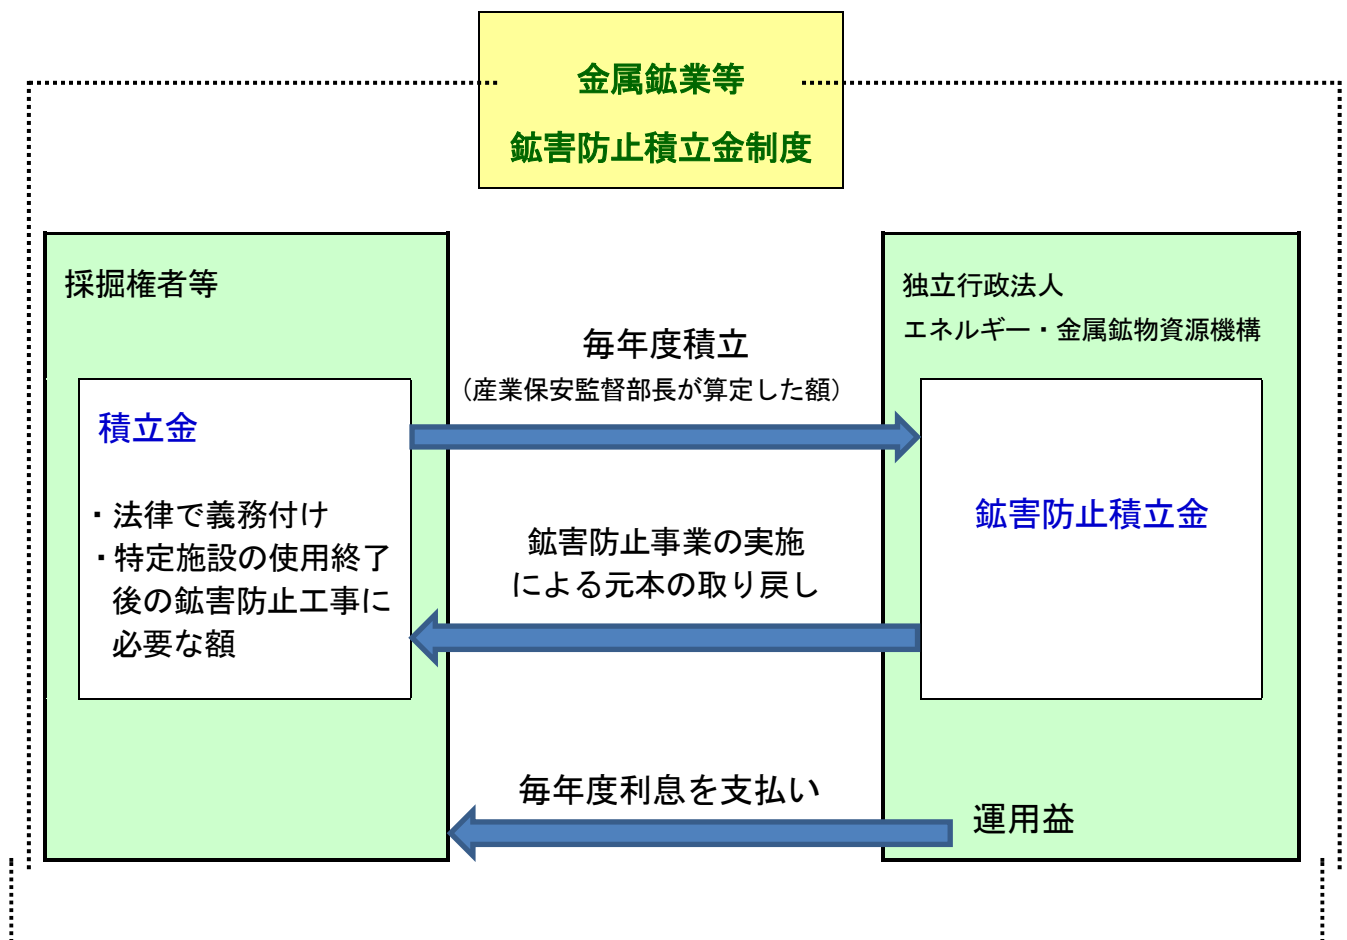 金属鉱業等
鉱害防止積立金制度
採掘権者等
積立金
・法律で義務付け
・特定施設の使用終了
後の鉱害防止工事に
必要な額
毎年度積立
（産業保安監督部長が算定した額）
鉱害防止事業の実施
による元本の取り戻し
毎年度利息を支払い
独立行政法人
エネルギー・金属鉱物資源機構
鉱害防止積立金
運用益